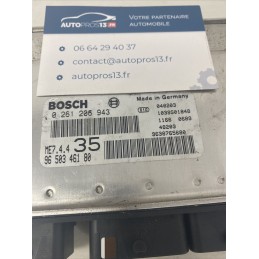 AUTOPROS13.FR
VOTRE PARTENAIRE
AUTOMOBILE
06 64 29 40 37
contact@autopros13.fr
autopros13.fr
BOSCH
Made in Germany
0 261 206 943
ME7.4.4 35
96 503 461 80